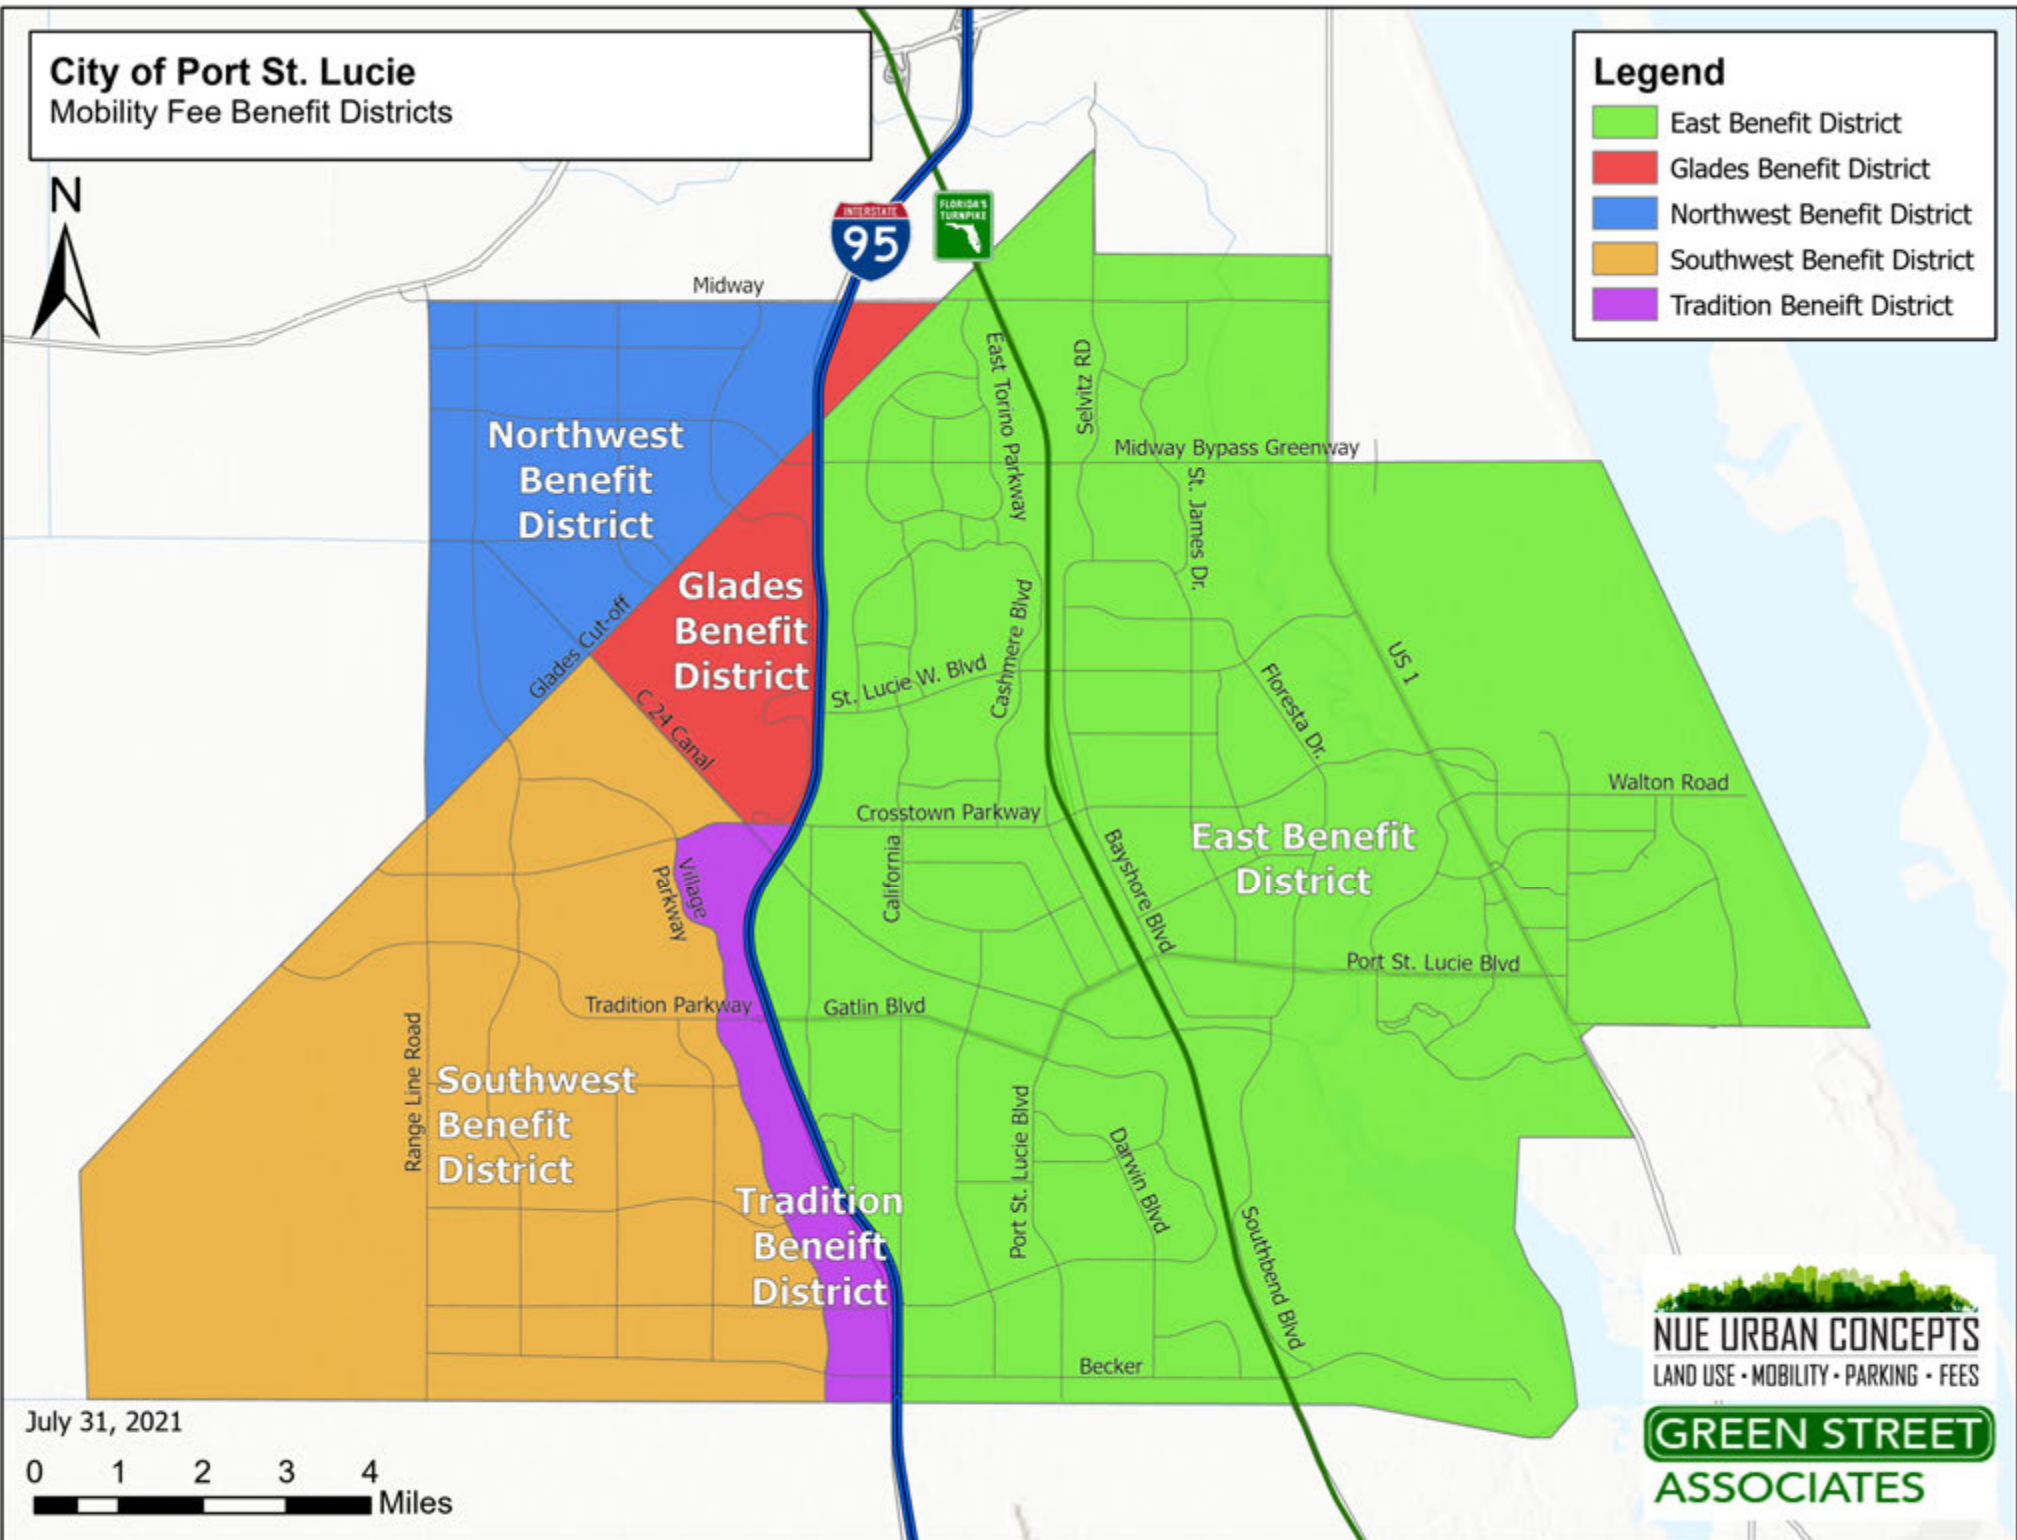 City of Port St. Lucie
Mobility Fee Benefit Districts
Legend
East Benefit District
Glades Benefit District
Northwest Benefit District
Southwest Benefit District
Tradition Beneift District
N
INTERSTATE
95
FLORIDA'S
TURNPIKE
Midway
East Torino Parkway
Selvitz RD
Northwest
Benefit
District
Midway Bypass Greenway
St. James Dr.
Glades
Benefit
District
Glades Cut-off
C 24 Canal
St. Lucie W. Blvd
Cashmere Blvd
Floresta Dr.
US 1
Walton Road
Crosstown Parkway
California
Bayshore Blvd
East Benefit
District
Village
Parkway
Port St. Lucie Blvd
Tradition Parkway
Gatlin Blvd
Range Line Road
Southwest
Benefit
District
Port St. Lucie Blvd
Darwin Blvd
Tradition
Beneift
District
Southbend Blvd
Becker
July 31, 2021
0 1 2 3 4
Miles
NUE URBAN CONCEPTS
LAND USE • MOBILITY • PARKING • FEES
GREEN STREET
ASSOCIATES